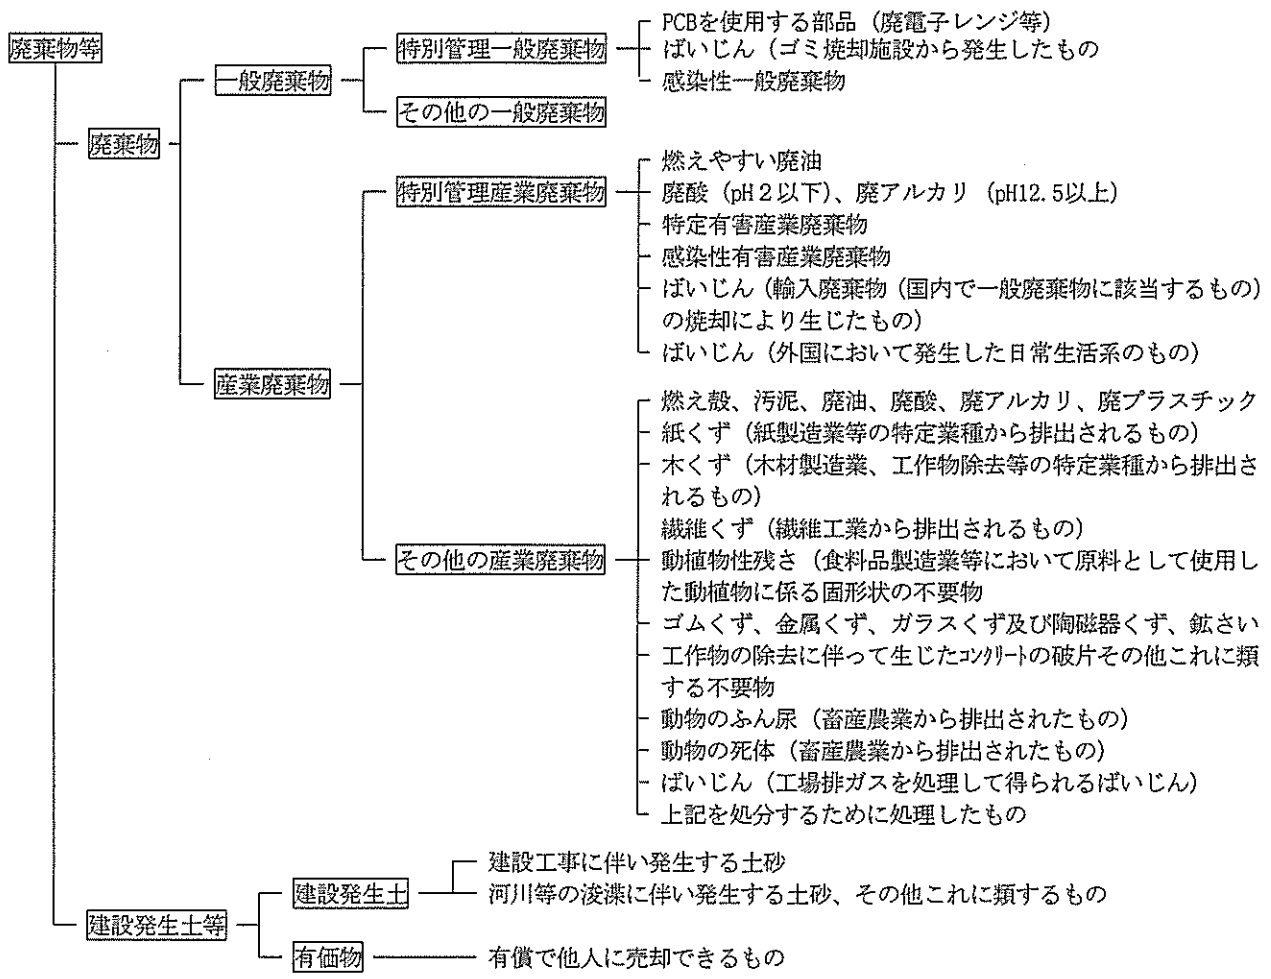 廃棄物等
廃棄物
一般廃棄物
特別管理一般廃棄物
PCBを使用する部品（廃電子レンジ等）
ばいじん（ゴミ焼却施設から発生したもの
感染性一般廃棄物
その他の一般廃棄物
産業廃棄物
特別管理産業廃棄物
燃えやすい廃油
廃酸（pH２以下）、廃アルカリ（pH12.5以上）
特定有害産業廃棄物
感染性有害産業廃棄物
ばいじん（輸入廃棄物（国内で一般廃棄物に該当するもの）
の焼却により生じたもの）
ばいじん（外国において発生した日常生活系のもの）
その他の産業廃棄物
燃え殻、汚泥、廃油、廃酸、廃アルカリ、廃プラスチック
紙くず（紙製造業等の特定業種から排出されるもの）
木くず（木材製造業、工作物除去等の特定業種から排出さ
れるもの）
繊維くず（繊維工業から排出されるもの）
動植物性残さ（食料品製造業等において原料として使用し
た動植物に係る固形状の不要物
ゴムくず、金属くず、ガラスくず及び陶磁器くず、鉱さい
工作物の除去に伴って生じたｺﾝｸﾘｰﾄの破片その他これに類
する不要物
動物のふん尿（畜産農業から排出されたもの）
動物の死体（畜産農業から排出されたもの）
ばいじん（工場排ガスを処理して得られるばいじん）
上記を処分するために処理したもの
建設発生土等
建設発生土
建設工事に伴い発生する土砂
河川等の浚渫に伴い発生する土砂、その他これに類するもの
有価物
有償で他人に売却できるもの